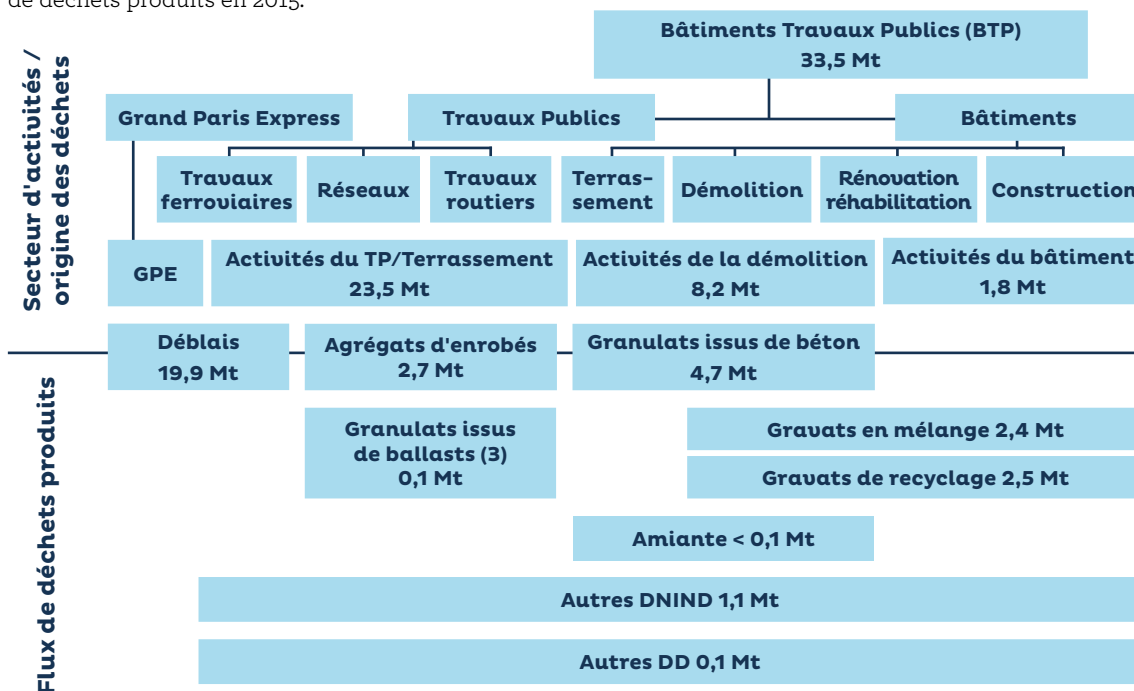 de déchets produits en 2015.
Secteur d'activités /
origine des déchets
Bâtiments Travaux Publics (BTP)
33,5 Mt
Grand Paris Express
Travaux Publics
Bâtiments
Travaux
ferroviaires
Réseaux
Travaux
routiers
Terras-
sement
Démolition
Rénovation
réhabilitation
Construction
GPE
Activités du TP/Terrassement
23,5 Mt
Activités de la démolition
8,2 Mt
Activités du bâtiment
1,8 Mt
Flux de déchets produits
Déblais
19,9 Mt
Agrégats d'enrobés
2,7 Mt
Granulats issus de béton
4,7 Mt
Granulats issus
de ballasts (3)
0,1 Mt
Gravats en mélange 2,4 Mt
Gravats de recyclage 2,5 Mt
Amiante < 0,1 Mt
Autres DNIND 1,1 Mt
Autres DD 0,1 Mt